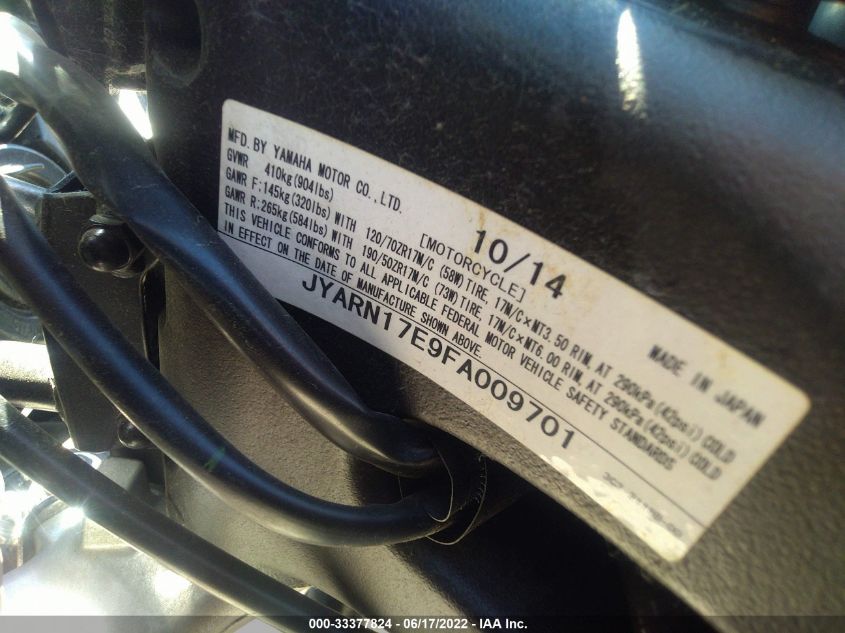 MFD. BY YAMAHA MOTOR CO., LTD.
10/14
MADE IN JAPAN
GVWR 410kg(904lbs) [MOTORCYCLE]
GAWR F:145kg(320lbs) WITH 120/70ZR17M/C (58W) TIRE, 17M/C×MT3.50 RIM, AT 290kPa(42psi) COLD
GAWR R:265kg(584lbs) WITH 190/50ZR17M/C (73W) TIRE, 17M/C×MT6.00 RIM, AT 290kPa(42psi) COLD
THIS VEHICLE CONFORMS TO ALL APPLICABLE FEDERAL MOTOR VEHICLE SAFETY STANDARDS
IN EFFECT ON THE DATE OF MANUFACTURE SHOWN ABOVE.
JYARN17E9FA009701
000-33377824 - 06/17/2022 - IAA Inc.